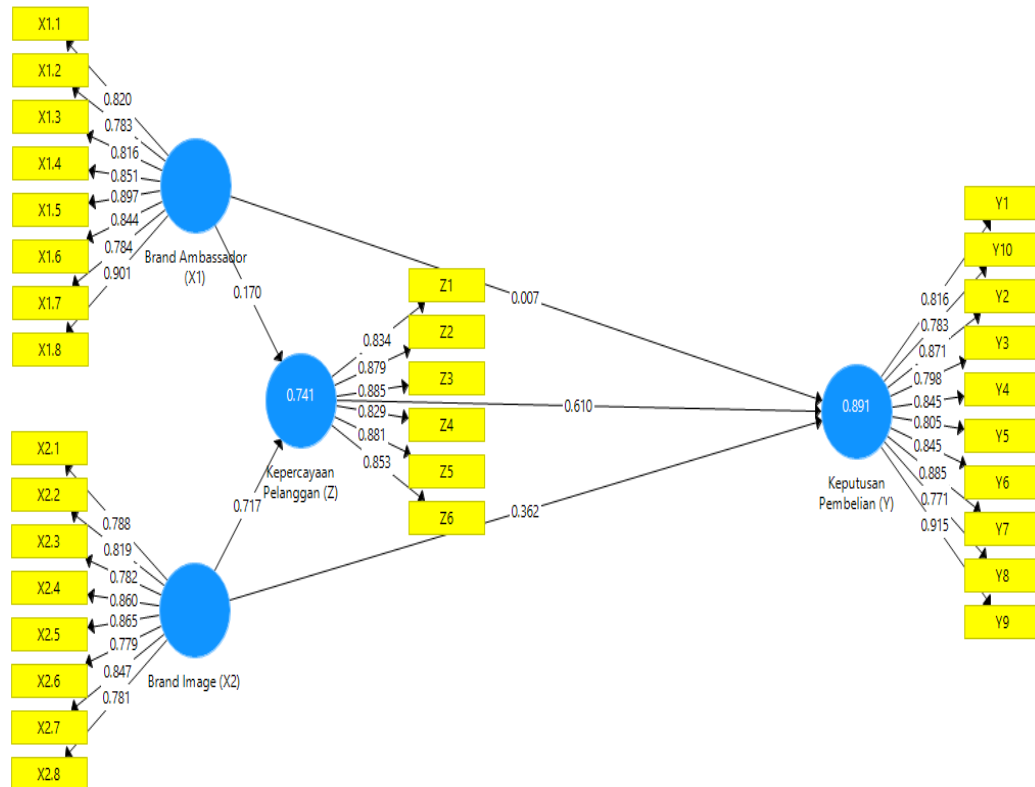 X1.1
X1.2
X1.3
X1.4
X1.5
X1.6
X1.7
X1.8
0.820
0.783
0.816
0.851
0.897
0.844
0.784
0.901
Brand Ambassador
(X1)
0.170
0.007
Z1
Z2
Z3
Z4
Z5
Z6
0.834
0.879
0.885
0.829
0.881
0.853
0.741
Kepercayaan
Pelanggan (Z)
0.610
0.717
0.362
X2.1
X2.2
X2.3
X2.4
X2.5
X2.6
X2.7
X2.8
0.788
0.819
0.782
0.860
0.865
0.779
0.847
0.781
Brand Image (X2)
0.891
Keputusan
Pembelian (Y)
0.816
0.783
0.871
0.798
0.845
0.805
0.845
0.885
0.771
0.915
Y1
Y10
Y2
Y3
Y4
Y5
Y6
Y7
Y8
Y9